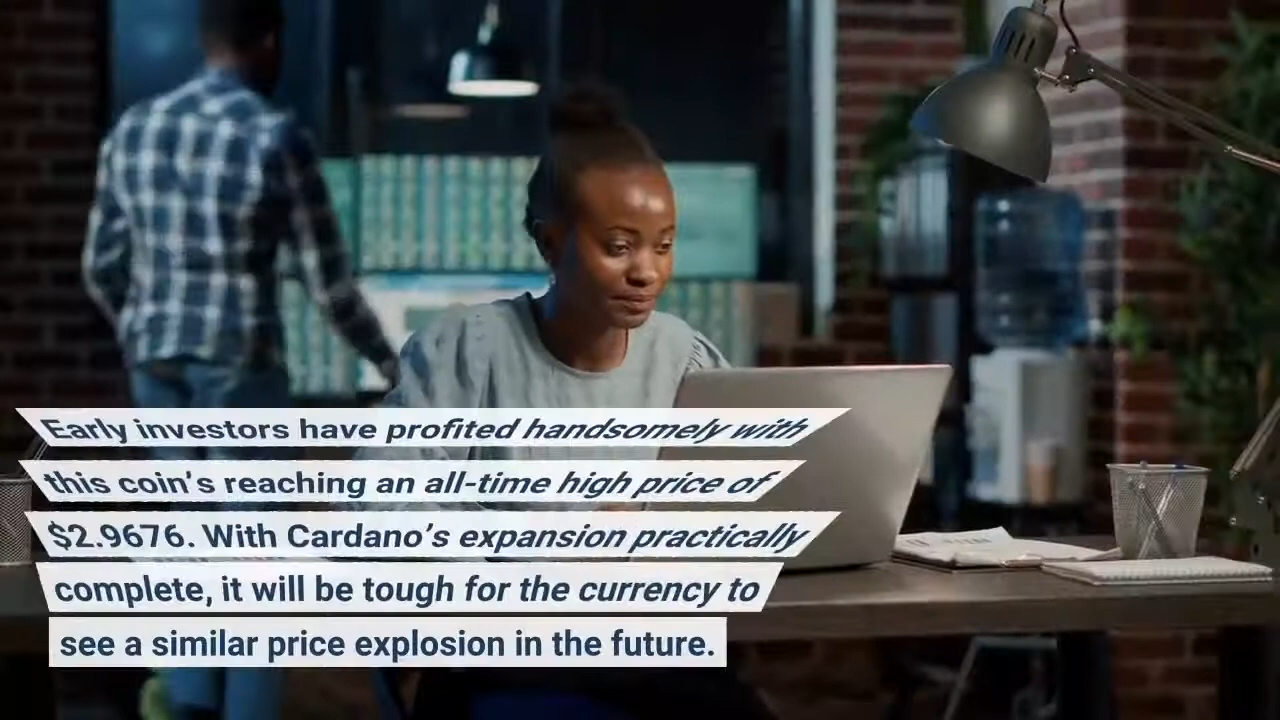 Early investors have profited handsomely with
this coin's reaching an all-time high price of
$2.9676. With Cardano's expansion practically
complete, it will be tough for the currency to
see a similar price explosion in the future.